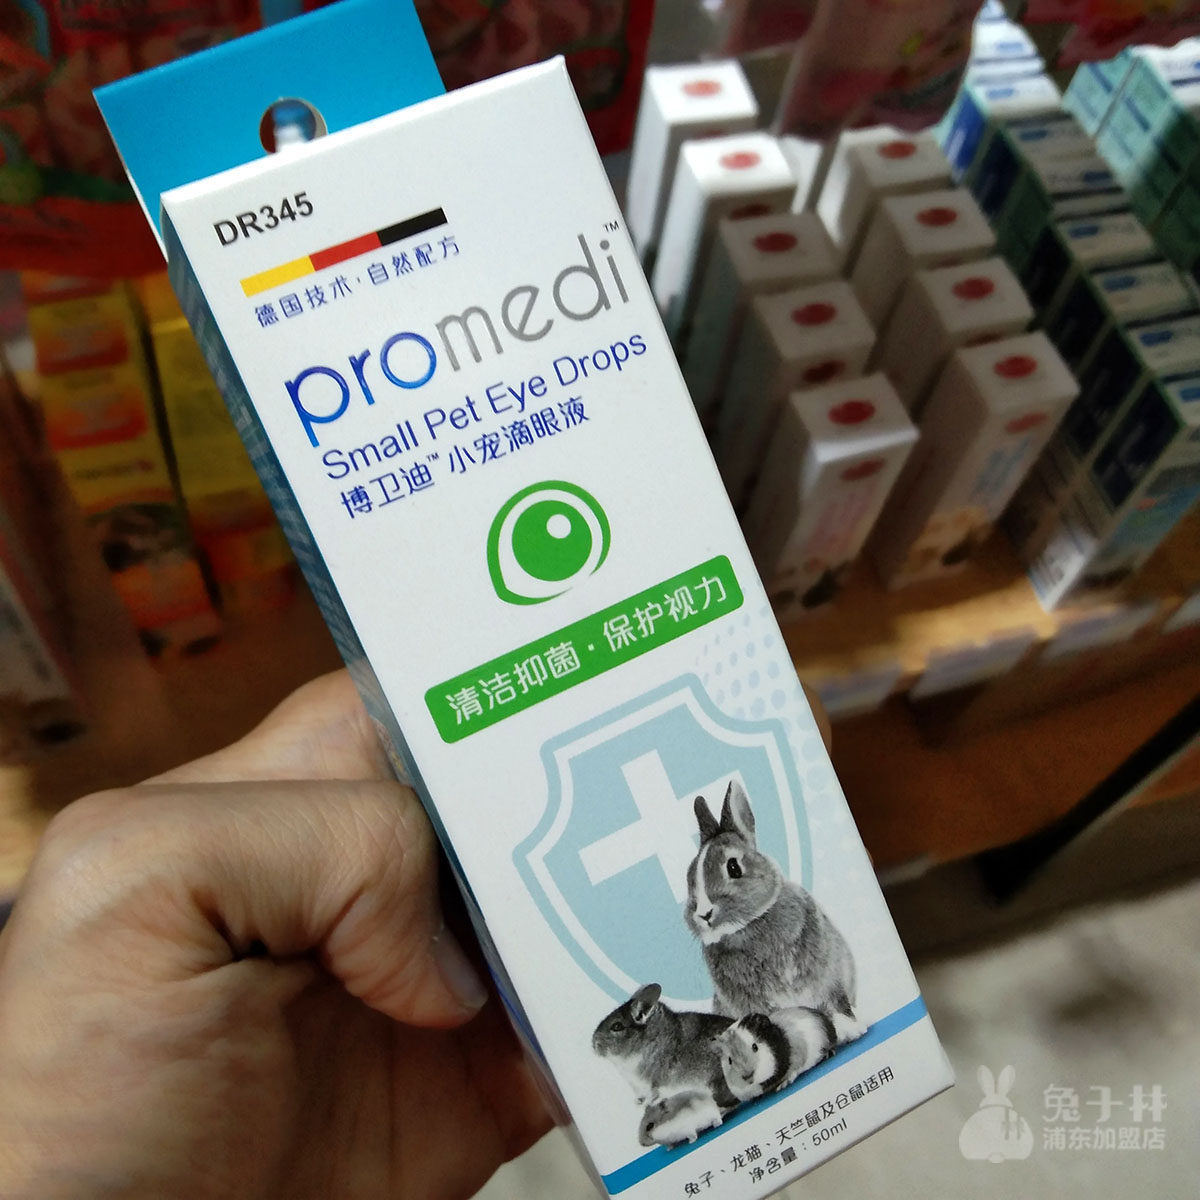 DR345
德国技术·自然配方
promedi™
Small Pet Eye Drops
博卫迪™小宠滴眼液
清洁抑菌·保护视力
兔子、龙猫、天竺鼠及仓鼠适用
净含量：50ml
兔子林
浦东加盟店